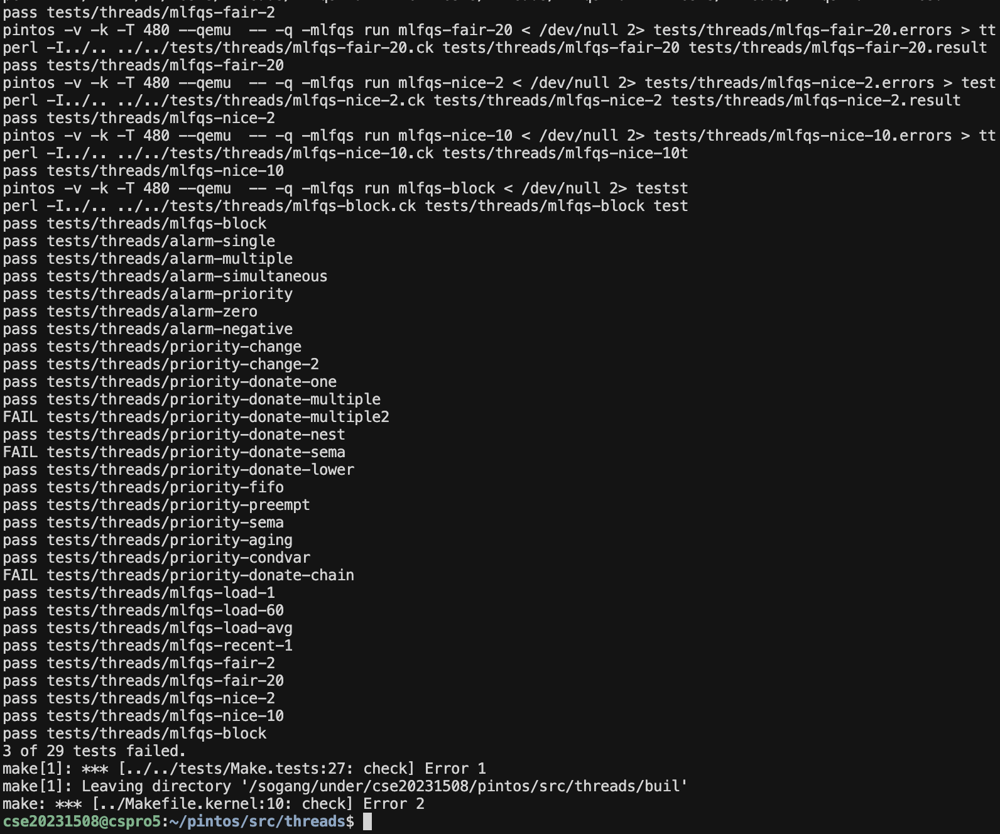 pass tests/threads/mlfqs-fair-2
pintos -v -k -T 480 --qemu  -- -q -mlfqs run mlfqs-fair-20 < /dev/null 2> tests/threads/mlfqs-fair-20.errors > tt
perl -I../.. ../../tests/threads/mlfqs-fair-20.ck tests/threads/mlfqs-fair-20 tests/threads/mlfqs-fair-20.result
pass tests/threads/mlfqs-fair-20
pintos -v -k -T 480 --qemu  -- -q -mlfqs run mlfqs-nice-2 < /dev/null 2> tests/threads/mlfqs-nice-2.errors > test
perl -I../.. ../../tests/threads/mlfqs-nice-2.ck tests/threads/mlfqs-nice-2 tests/threads/mlfqs-nice-2.result
pass tests/threads/mlfqs-nice-2
pintos -v -k -T 480 --qemu  -- -q -mlfqs run mlfqs-nice-10 < /dev/null 2> tests/threads/mlfqs-nice-10.errors > tt
perl -I../.. ../../tests/threads/mlfqs-nice-10.ck tests/threads/mlfqs-nice-10t
pass tests/threads/mlfqs-nice-10
pintos -v -k -T 480 --qemu  -- -q -mlfqs run mlfqs-block < /dev/null 2> testst
perl -I../.. ../../tests/threads/mlfqs-block.ck tests/threads/mlfqs-block test
pass tests/threads/mlfqs-block
pass tests/threads/alarm-single
pass tests/threads/alarm-multiple
pass tests/threads/alarm-simultaneous
pass tests/threads/alarm-priority
pass tests/threads/alarm-zero
pass tests/threads/alarm-negative
pass tests/threads/priority-change
pass tests/threads/priority-change-2
pass tests/threads/priority-donate-one
pass tests/threads/priority-donate-multiple
FAIL tests/threads/priority-donate-multiple2
pass tests/threads/priority-donate-nest
FAIL tests/threads/priority-donate-sema
pass tests/threads/priority-donate-lower
pass tests/threads/priority-fifo
pass tests/threads/priority-preempt
pass tests/threads/priority-sema
pass tests/threads/priority-aging
pass tests/threads/priority-condvar
FAIL tests/threads/priority-donate-chain
pass tests/threads/mlfqs-load-1
pass tests/threads/mlfqs-load-60
pass tests/threads/mlfqs-load-avg
pass tests/threads/mlfqs-recent-1
pass tests/threads/mlfqs-fair-2
pass tests/threads/mlfqs-fair-20
pass tests/threads/mlfqs-nice-2
pass tests/threads/mlfqs-nice-10
pass tests/threads/mlfqs-block
3 of 29 tests failed.
make[1]: *** [../../tests/Make.tests:27: check] Error 1
make[1]: Leaving directory '/sogang/under/cse20231508/pintos/src/threads/buil'
make: *** [../Makefile.kernel:10: check] Error 2
cse20231508@cspro5:~/pintos/src/threads$